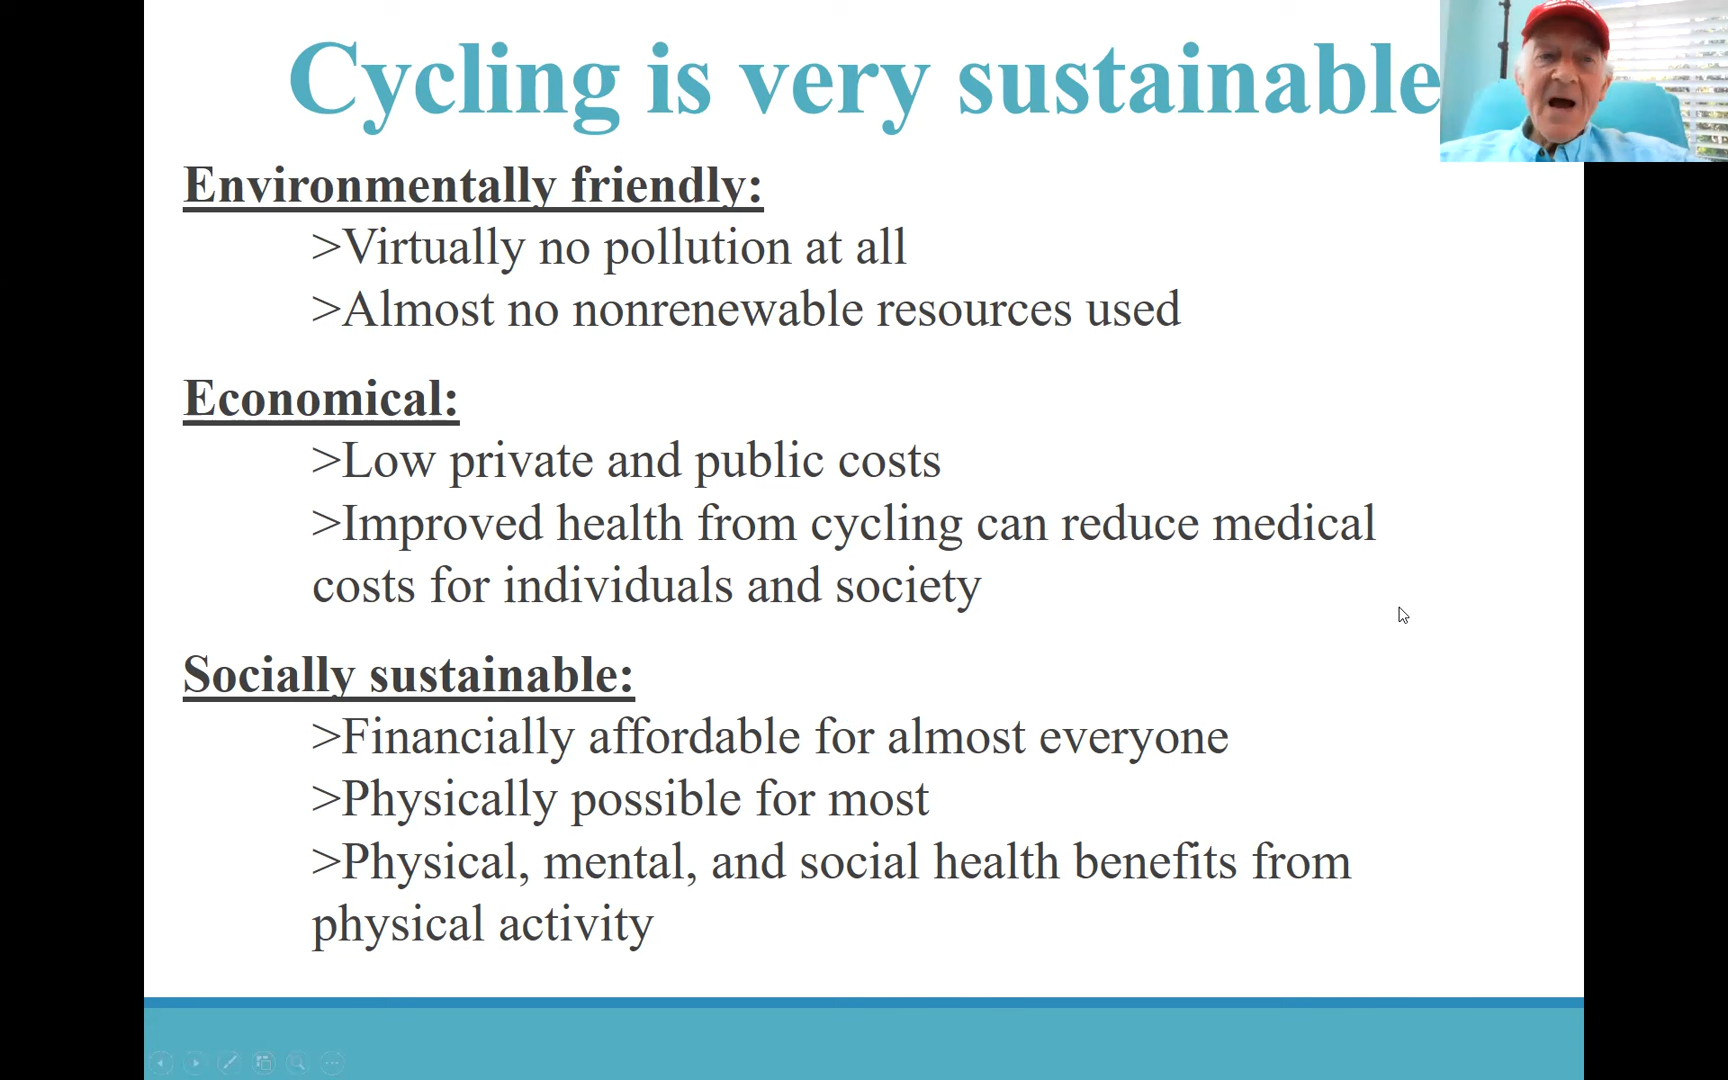 Cycling is very sustainable
Environmentally friendly:
>Virtually no pollution at all
>Almost no nonrenewable resources used
Economical:
>Low private and public costs
>Improved health from cycling can reduce medical
costs for individuals and society
Socially sustainable:
>Financially affordable for almost everyone
>Physically possible for most
>Physical, mental, and social health benefits from
physical activity